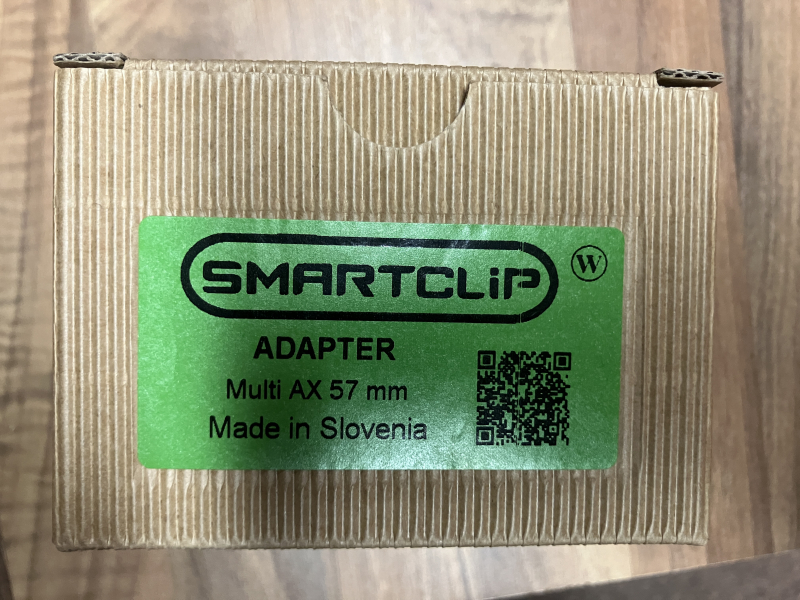 SMARTCLiP
W
ADAPTER
Multi AX 57 mm
Made in Slovenia